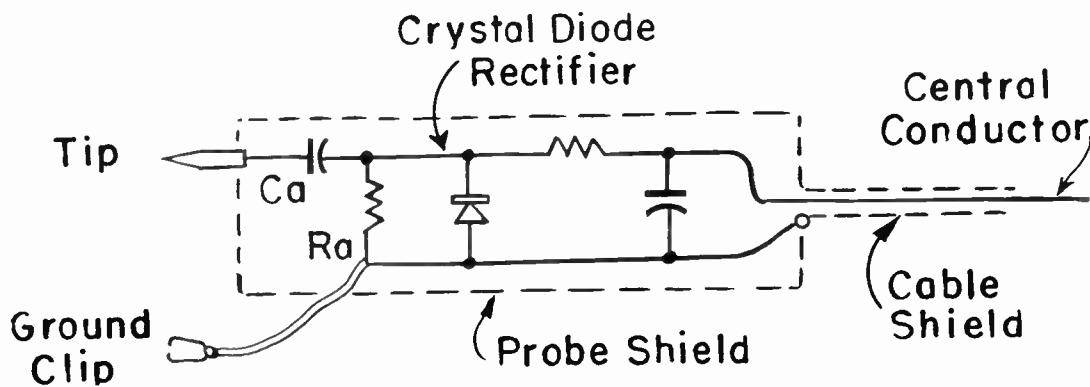 Crystal Diode
Rectifier
Central
Conductor
Tip
Ca
Ra
Ground
Clip
Probe Shield
Cable
Shield